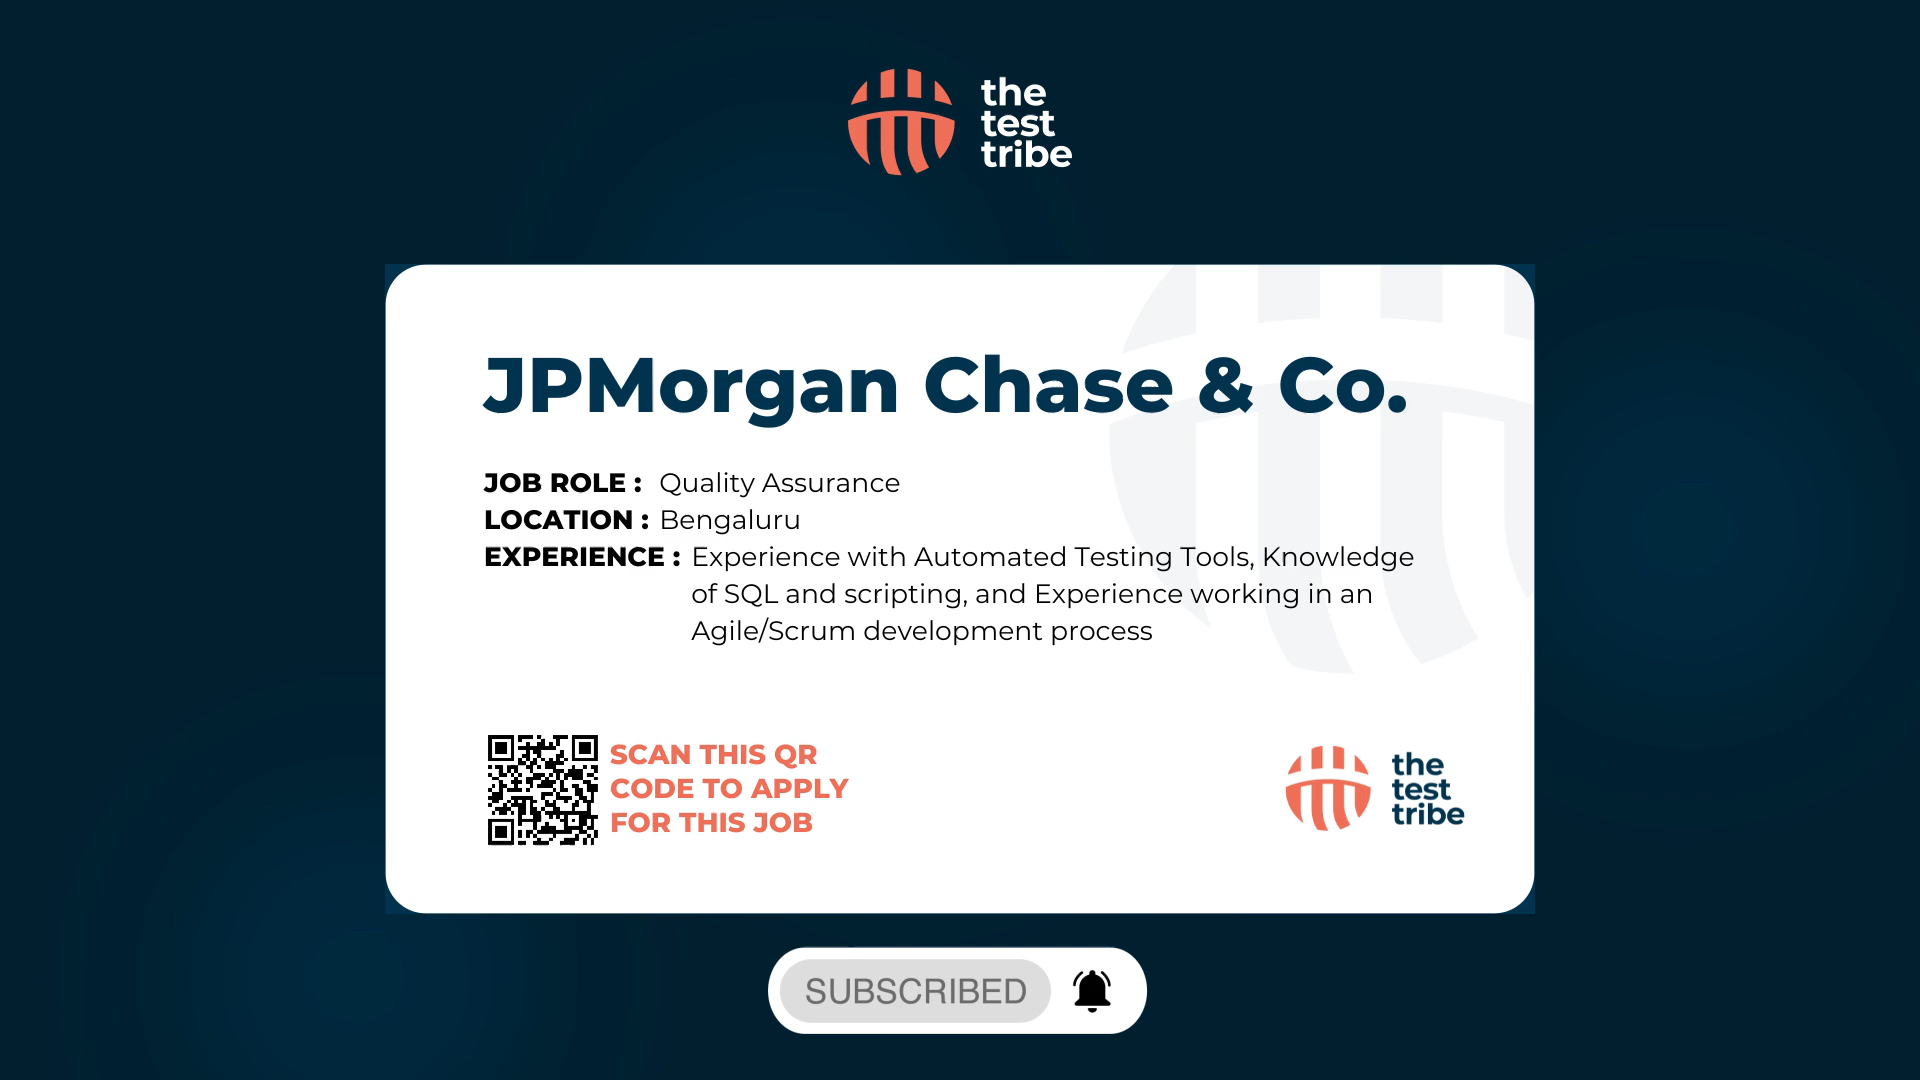 the
test
tribe
JPMorgan Chase & Co.
JOB ROLE : Quality Assurance
LOCATION : Bengaluru
EXPERIENCE : Experience with Automated Testing Tools, Knowledge
of SQL and scripting, and Experience working in an
Agile/Scrum development process
SCAN THIS QR
CODE TO APPLY
FOR THIS JOB
the
test
tribe
SUBSCRIBED